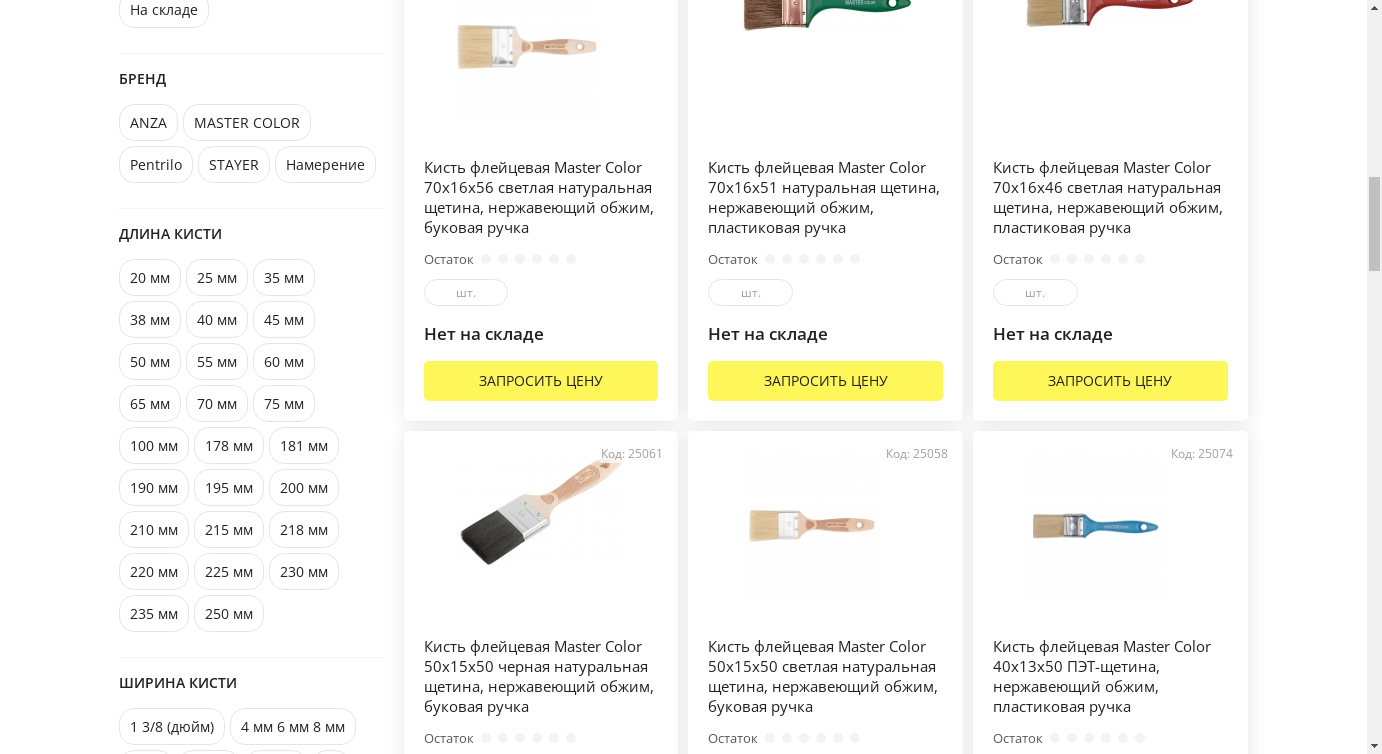 На складе
БРЕНД
ANZA
MASTER COLOR
Pentrilo
STAYER
Намерение
ДЛИНА КИСТИ
20 мм
25 мм
35 мм
38 мм
40 мм
45 мм
50 мм
55 мм
60 мм
65 мм
70 мм
75 мм
100 мм
178 мм
181 мм
190 мм
195 мм
200 мм
210 мм
215 мм
218 мм
220 мм
225 мм
230 мм
235 мм
250 мм
ШИРИНА КИСТИ
1 3/8 (дюйм)
4 мм 6 мм 8 мм
Кисть флейцевая Master Color
70х16х56 светлая натуральная
щетина, нержавеющий обжим,
буковая ручка
Остаток
шт.
Нет на складе
ЗАПРОСИТЬ ЦЕНУ
Кисть флейцевая Master Color
70х16х51 натуральная щетина,
нержавеющий обжим,
пластиковая ручка
Остаток
шт.
Нет на складе
ЗАПРОСИТЬ ЦЕНУ
Кисть флейцевая Master Color
70х16х46 светлая натуральная
щетина, нержавеющий обжим,
пластиковая ручка
Остаток
шт.
Нет на складе
ЗАПРОСИТЬ ЦЕНУ
Код: 25061
Кисть флейцевая Master Color
50х15х50 черная натуральная
щетина, нержавеющий обжим,
буковая ручка
Остаток
Код: 25058
Кисть флейцевая Master Color
50х15х50 светлая натуральная
щетина, нержавеющий обжим,
буковая ручка
Остаток
Код: 25074
Кисть флейцевая Master Color
40х13х50 ПЭТ-щетина,
нержавеющий обжим,
пластиковая ручка
Остаток